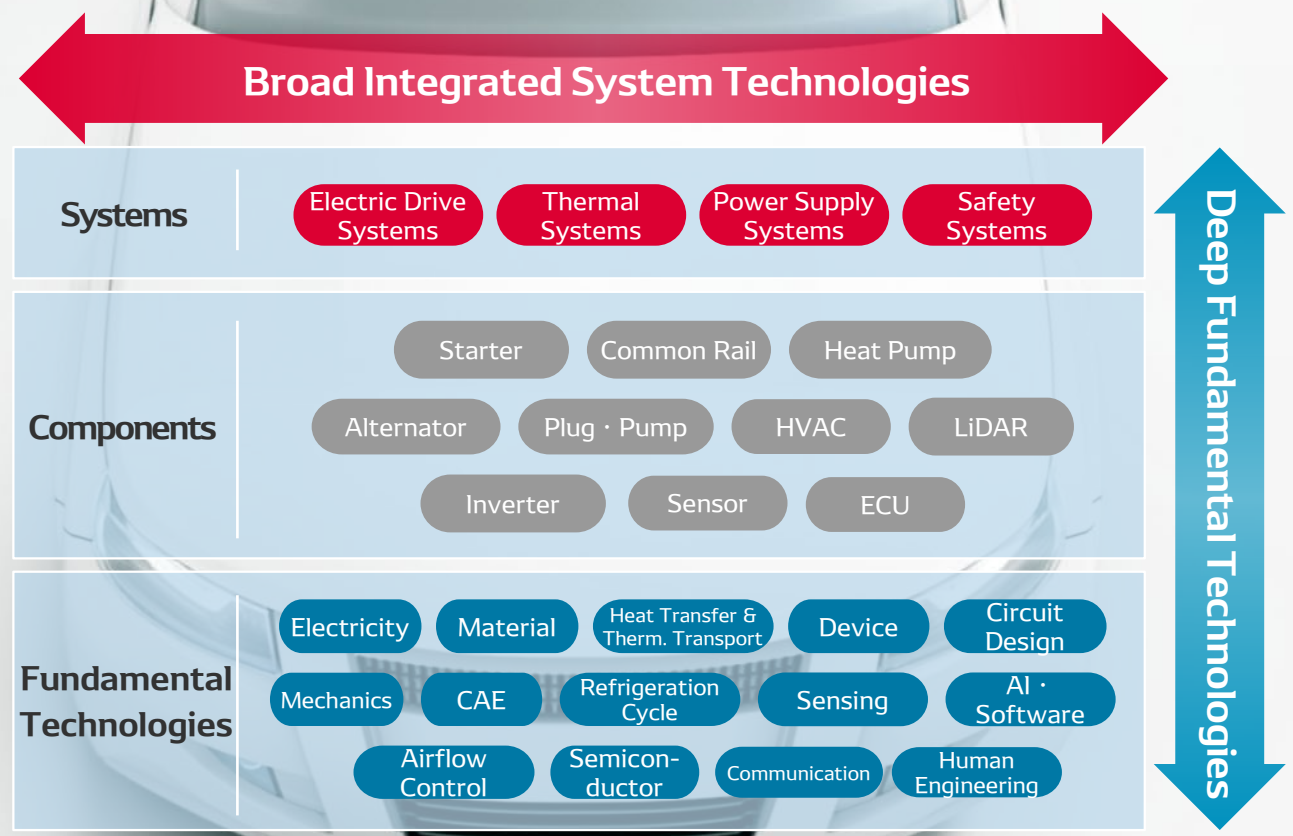 Broad Integrated System Technologies
Systems
Electric Drive
Systems
Thermal
Systems
Power Supply
Systems
Safety
Systems
Components
Starter
Common Rail
Heat Pump
Alternator
Plug・Pump
HVAC
LiDAR
Inverter
Sensor
ECU
Fundamental
Technologies
Electricity
Material
Heat Transfer &
Therm. Transport
Device
Circuit
Design
Mechanics
CAE
Refrigeration
Cycle
Sensing
AI・
Software
Airflow
Control
Semicon-
ductor
Communication
Human
Engineering
Deep Fundamental Technologies